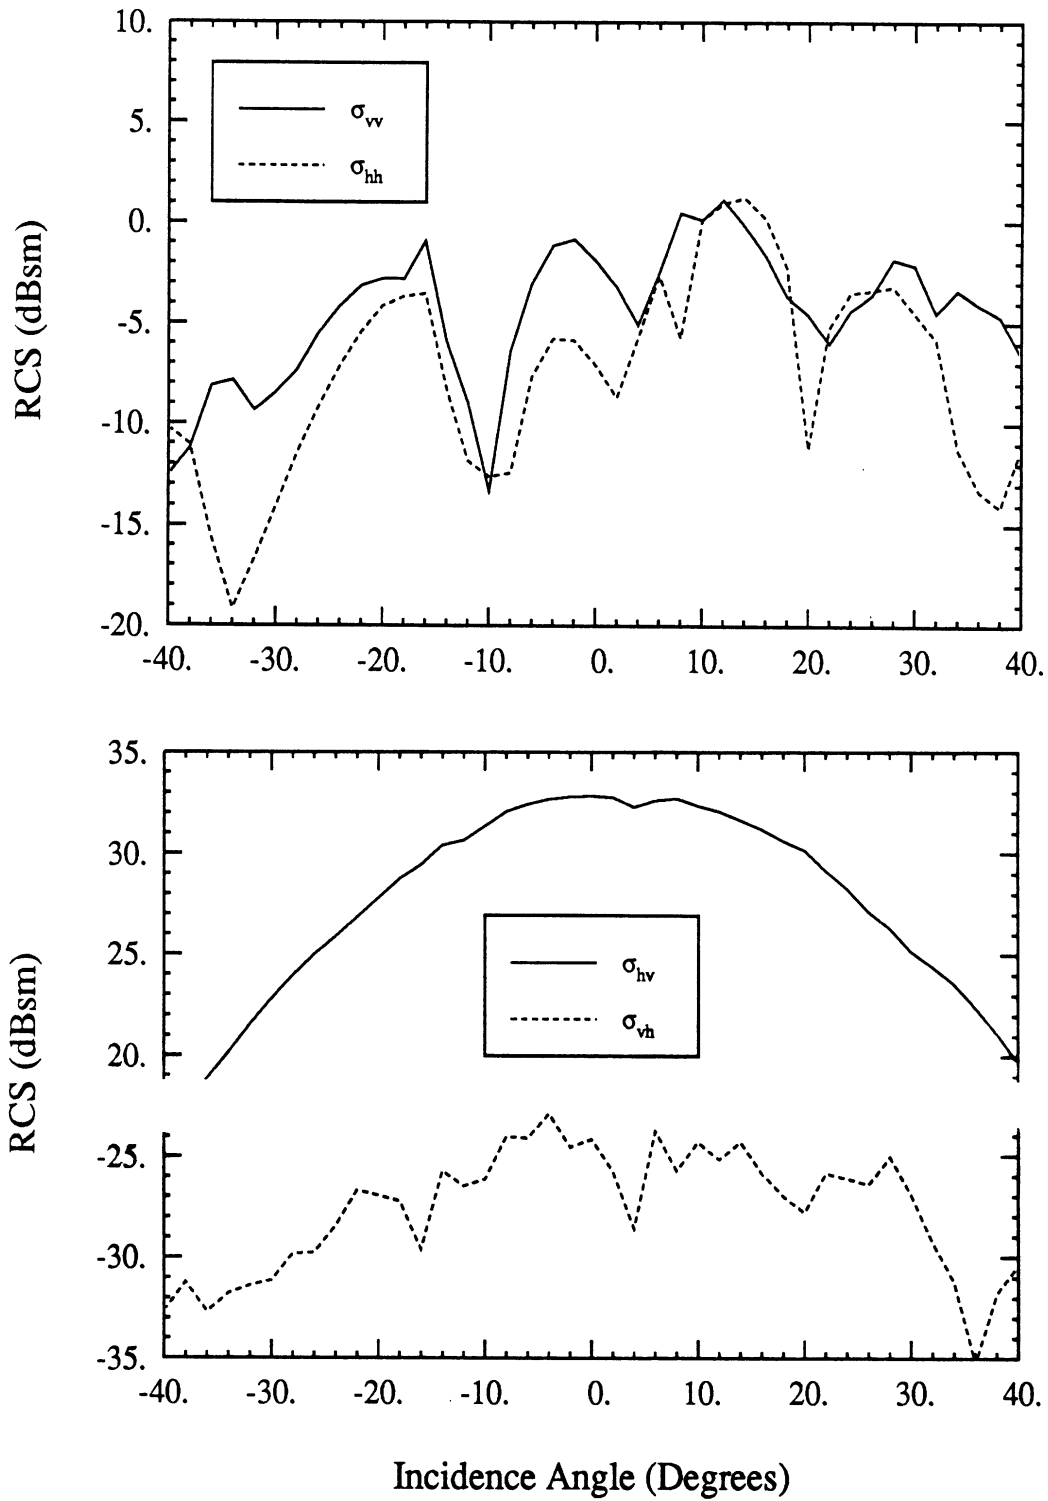 10.
5.
0.
-5.
-10.
-15.
-20.
RCS (dBsm)
σvv
σhh
-40. -30. -20. -10. 0. 10. 20. 30. 40.
35.
30.
25.
20.
-25.
-30.
-35.
RCS (dBsm)
σhv
σvh
-40. -30. -20. -10. 0. 10. 20. 30. 40.
Incidence Angle (Degrees)